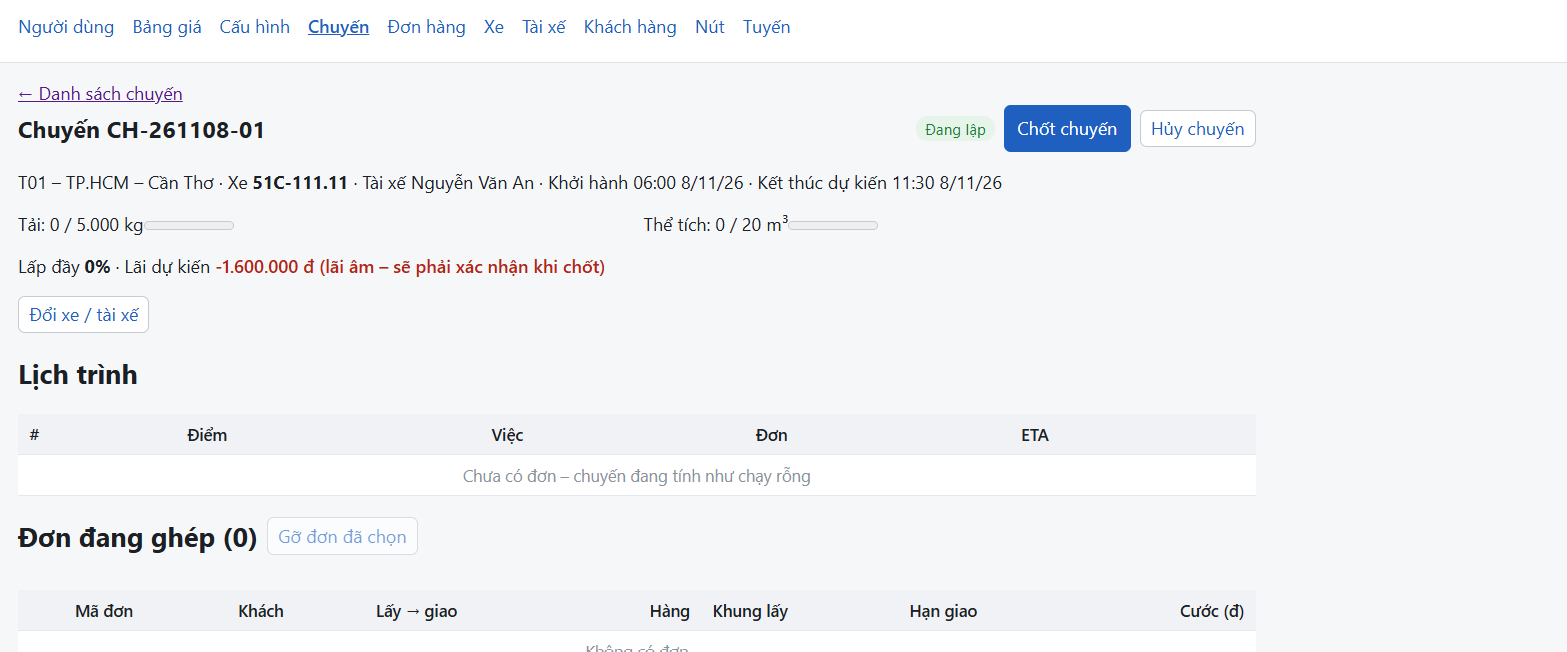 Người dùng Bảng giá Cấu hình Chuyến Đơn hàng Xe Tài xế Khách hàng Nút Tuyến
← Danh sách chuyến
Chuyến CH-261108-01 Đang lập Chốt chuyến Hủy chuyến
T01 – TP.HCM – Cần Thơ · Xe 51C-111.11 · Tài xế Nguyễn Văn An · Khởi hành 06:00 8/11/26 · Kết thúc dự kiến 11:30 8/11/26
Tải: 0 / 5.000 kg Thể tích: 0 / 20 m³
Lấp đầy 0% · Lãi dự kiến -1.600.000 đ (lãi âm – sẽ phải xác nhận khi chốt)
Đổi xe / tài xế
Lịch trình
# Điểm Việc Đơn ETA
Chưa có đơn – chuyến đang tính như chạy rỗng
Đơn đang ghép (0) Gỡ đơn đã chọn
Mã đơn Khách Lấy → giao Hàng Khung lấy Hạn giao Cước (đ)
Không có đơn